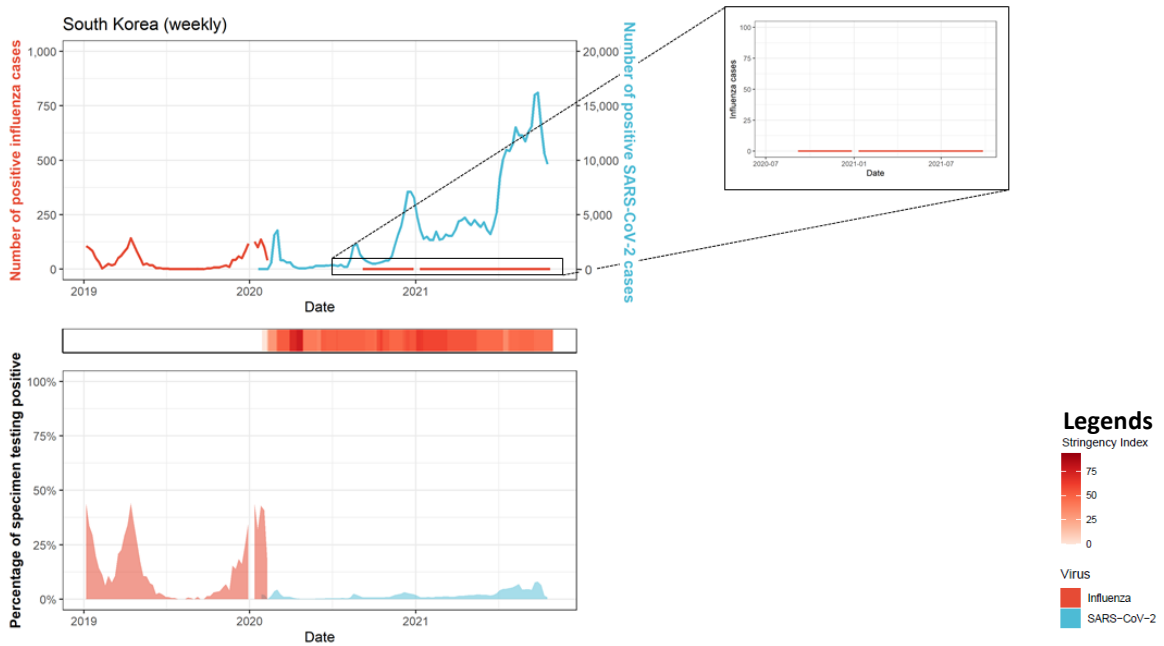 South Korea (weekly)
Number of positive influenza cases
1,000
750
500
250
0
20,000
15,000
10,000
5,000
0
Number of positive SARS-CoV-2 cases
2019
2020
2021
Date
Influenza cases
100
75
50
25
0
2020-07
2021-01
2021-07
Date
Percentage of specimen testing positive
100%
75%
50%
25%
0%
2019
2020
2021
Date
Legends
Stringency Index
75
50
25
0
Virus
Influenza
SARS-CoV-2